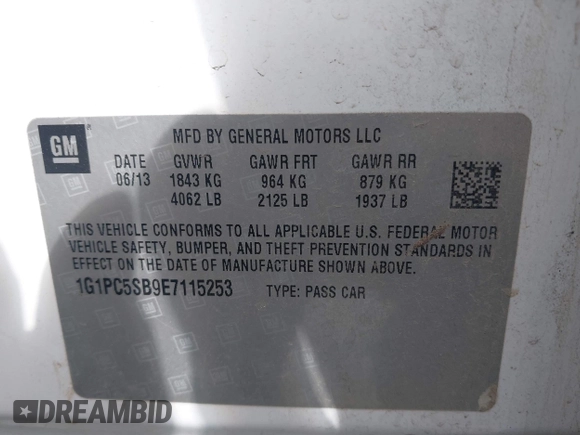 GM
MFD BY GENERAL MOTORS LLC
DATE GVWR GAWR FRT GAWR RR
06/13 1843 KG 964 KG 879 KG
4062 LB 2125 LB 1937 LB
THIS VEHICLE CONFORMS TO ALL APPLICABLE U.S. FEDERAL MOTOR
VEHICLE SAFETY, BUMPER, AND THEFT PREVENTION STANDARDS IN
EFFECT ON THE DATE OF MANUFACTURE SHOWN ABOVE.
1G1PC5SB9E7115253 TYPE: PASS CAR
DREAMBID